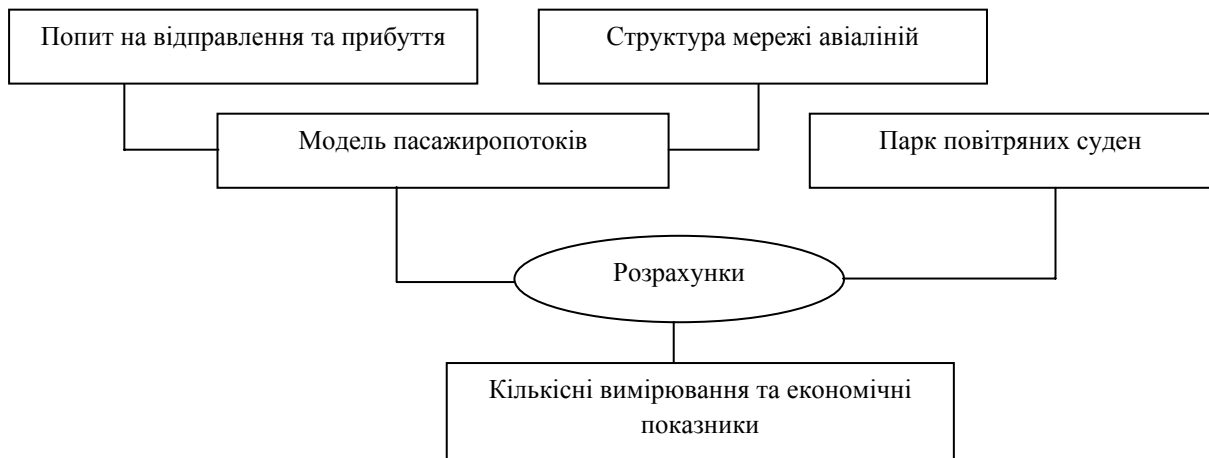 Попит на відправлення та прибуття
Структура мережі авіаліній
Модель пасажиропотоків
Парк повітряних суден
Розрахунки
Кількісні вимірювання та економічні
показники